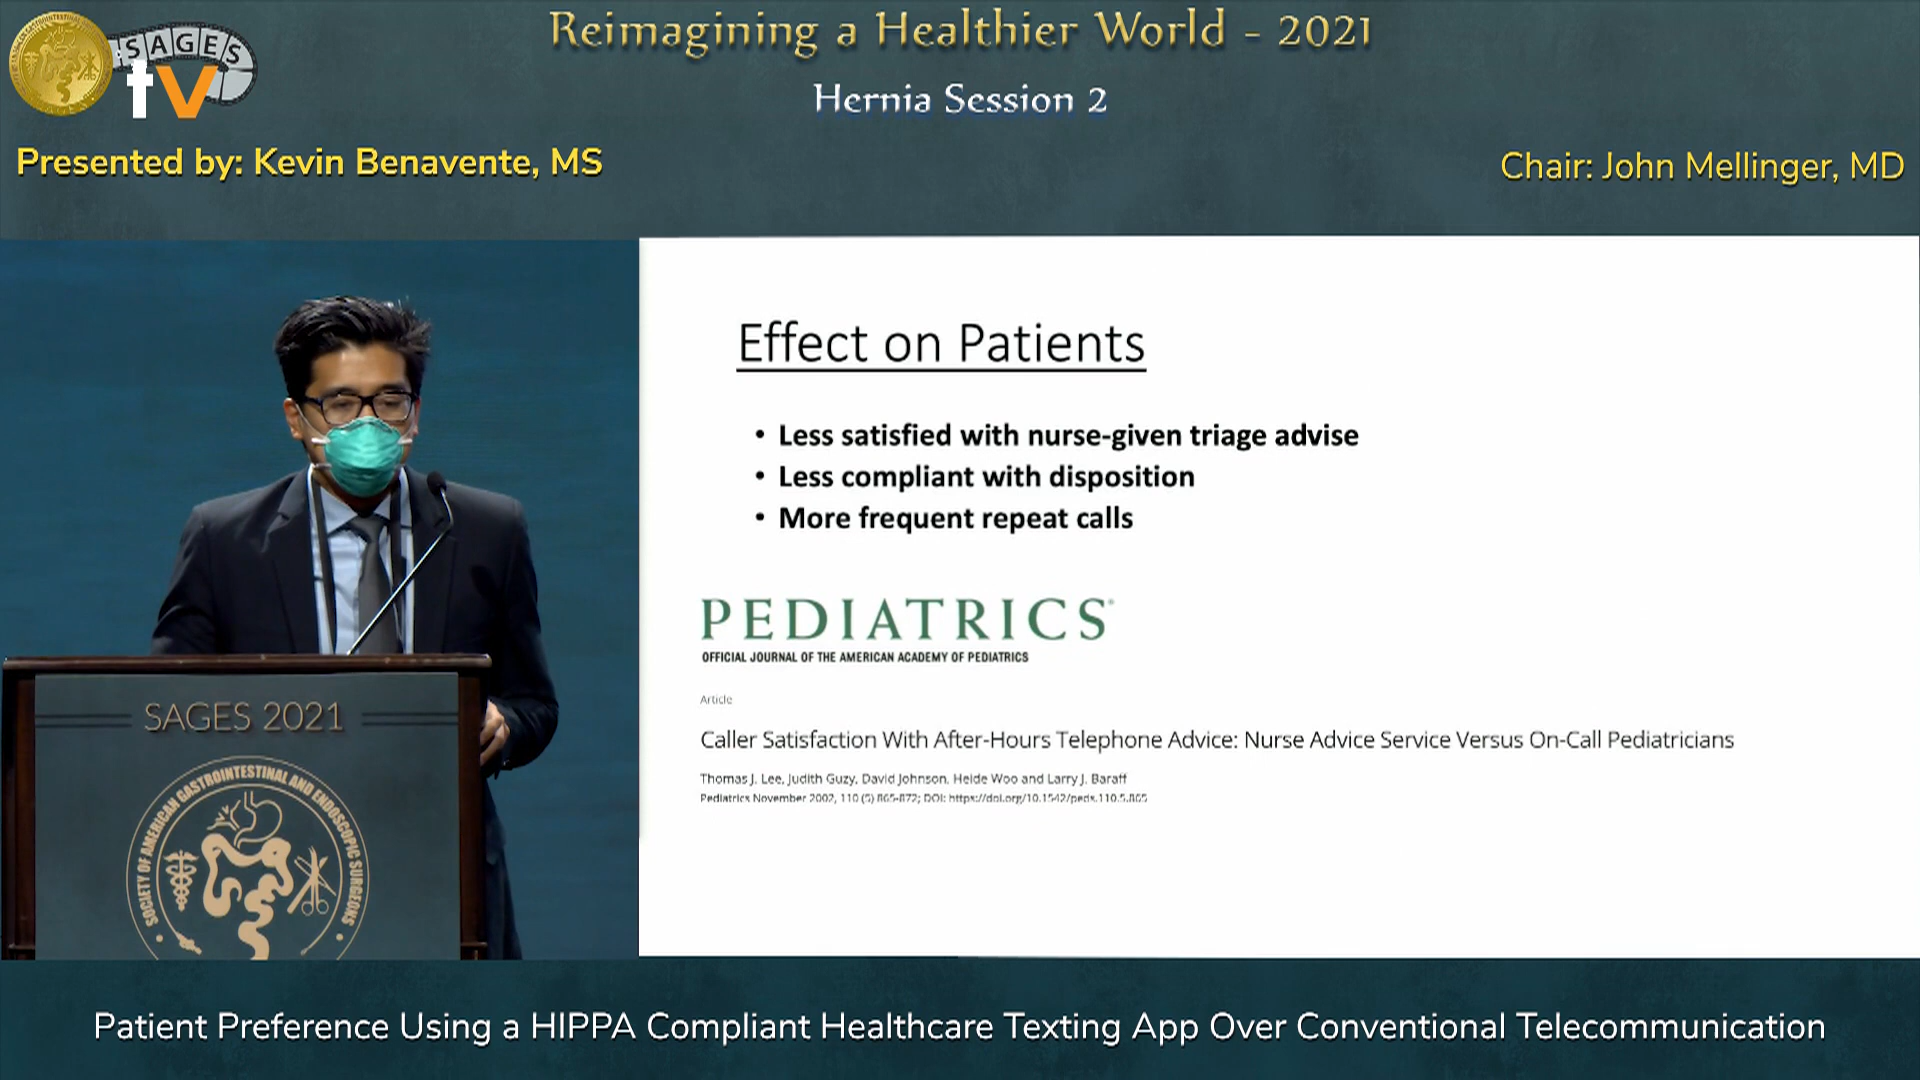 SAGES
tv
Reimagining a Healthier World - 2021
Hernia Session 2
Presented by: Kevin Benavente, MS
Chair: John Mellinger, MD
Effect on Patients
• Less satisfied with nurse-given triage advise
• Less compliant with disposition
• More frequent repeat calls
PEDIATRICS®
OFFICIAL JOURNAL OF THE AMERICAN ACADEMY OF PEDIATRICS
Article
Caller Satisfaction With After-Hours Telephone Advice: Nurse Advice Service Versus On-Call Pediatricians
Thomas J. Lee, Judith Guzy, David Johnson, Heide Woo and Larry J. Baraff
Pediatrics November 2002, 110 (5) 865-872; DOI: https://doi.org/10.1542/peds.110.5.865
SAGES 2021
SOCIETY OF AMERICAN GASTROINTESTINAL AND ENDOSCOPIC SURGEONS
Patient Preference Using a HIPPA Compliant Healthcare Texting App Over Conventional Telecommunication